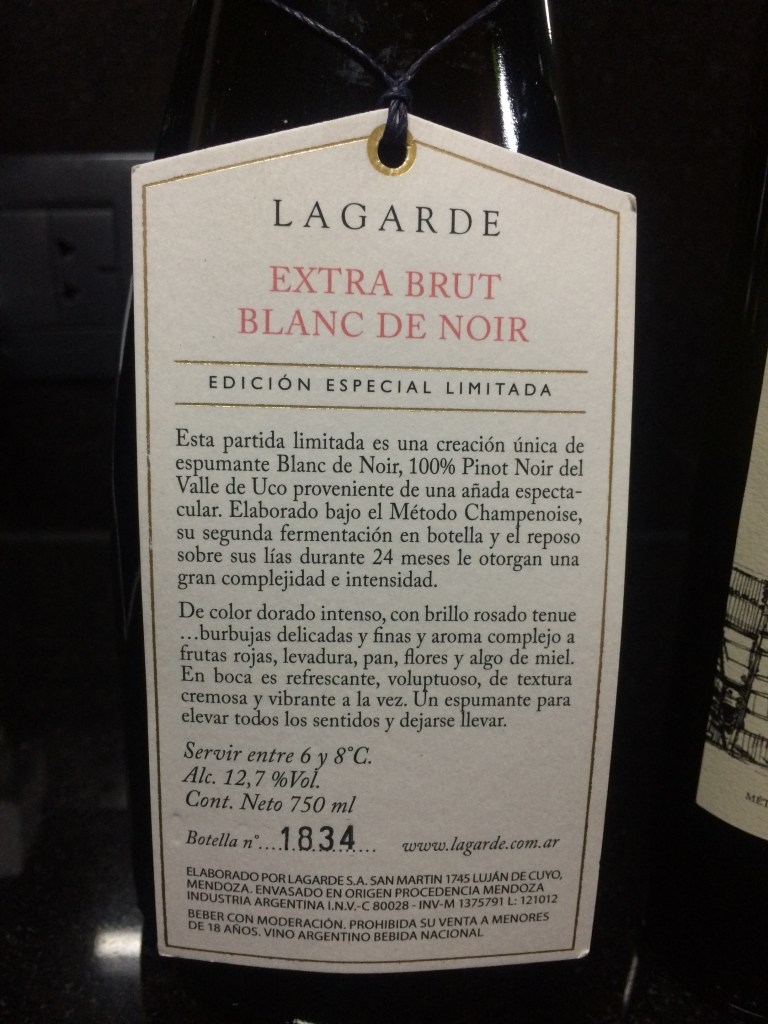 LAGARDE
EXTRA BRUT
BLANC DE NOIR
EDICIÓN ESPECIAL LIMITADA
Esta partida limitada es una creación única de
espumante Blanc de Noir, 100% Pinot Noir del
Valle de Uco proveniente de una añada especta-
cular. Elaborado bajo el Método Champenoise,
su segunda fermentación en botella y el reposo
sobre sus lías durante 24 meses le otorgan una
gran complejidad e intensidad.
De color dorado intenso, con brillo rosado tenue
...burbujas delicadas y finas y aroma complejo a
frutas rojas, levadura, pan, flores y algo de miel.
En boca es refrescante, voluptuoso, de textura
cremosa y vibrante a la vez. Un espumante para
elevar todos los sentidos y dejarse llevar.
Servir entre 6 y 8°C.
Alc. 12,7 %Vol.
Cont. Neto 750 ml
Botella n°....1834... www.lagarde.com.ar
ELABORADO POR LAGARDE S.A. SAN MARTIN 1745 LUJÁN DE CUYO,
MENDOZA. ENVASADO EN ORIGEN PROCEDENCIA MENDOZA
INDUSTRIA ARGENTINA I.N.V.-C 80028 - INV-M 1375791 L: 121012
BEBER CON MODERACIÓN. PROHIBIDA SU VENTA A MENORES
DE 18 AÑOS. VINO ARGENTINO BEBIDA NACIONAL